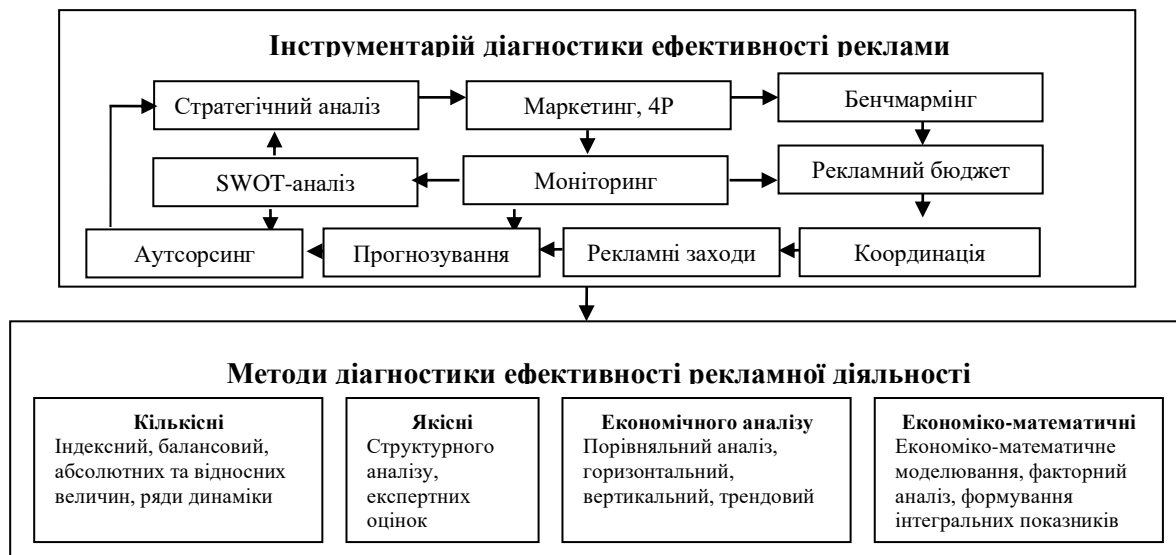 Інструментарій діагностики ефективності реклами
Стратегічний аналіз
Маркетинг, 4Р
Бенчмармінг
SWOT-аналіз
Моніторинг
Рекламний бюджет
Аутсорсинг
Прогнозування
Рекламні заходи
Координація
Методи діагностики ефективності рекламної діяльності
Кількісні
Індексний, балансовий,
абсолютних та відносних
величин, ряди динаміки
Якісні
Структурного
аналізу,
експертних
оцінок
Економічного аналізу
Порівняльний аналіз,
горизонтальний,
вертикальний, трендовий
Економіко-математичні
Економіко-математичне
моделювання, факторний
аналіз, формування
інтегральних показників